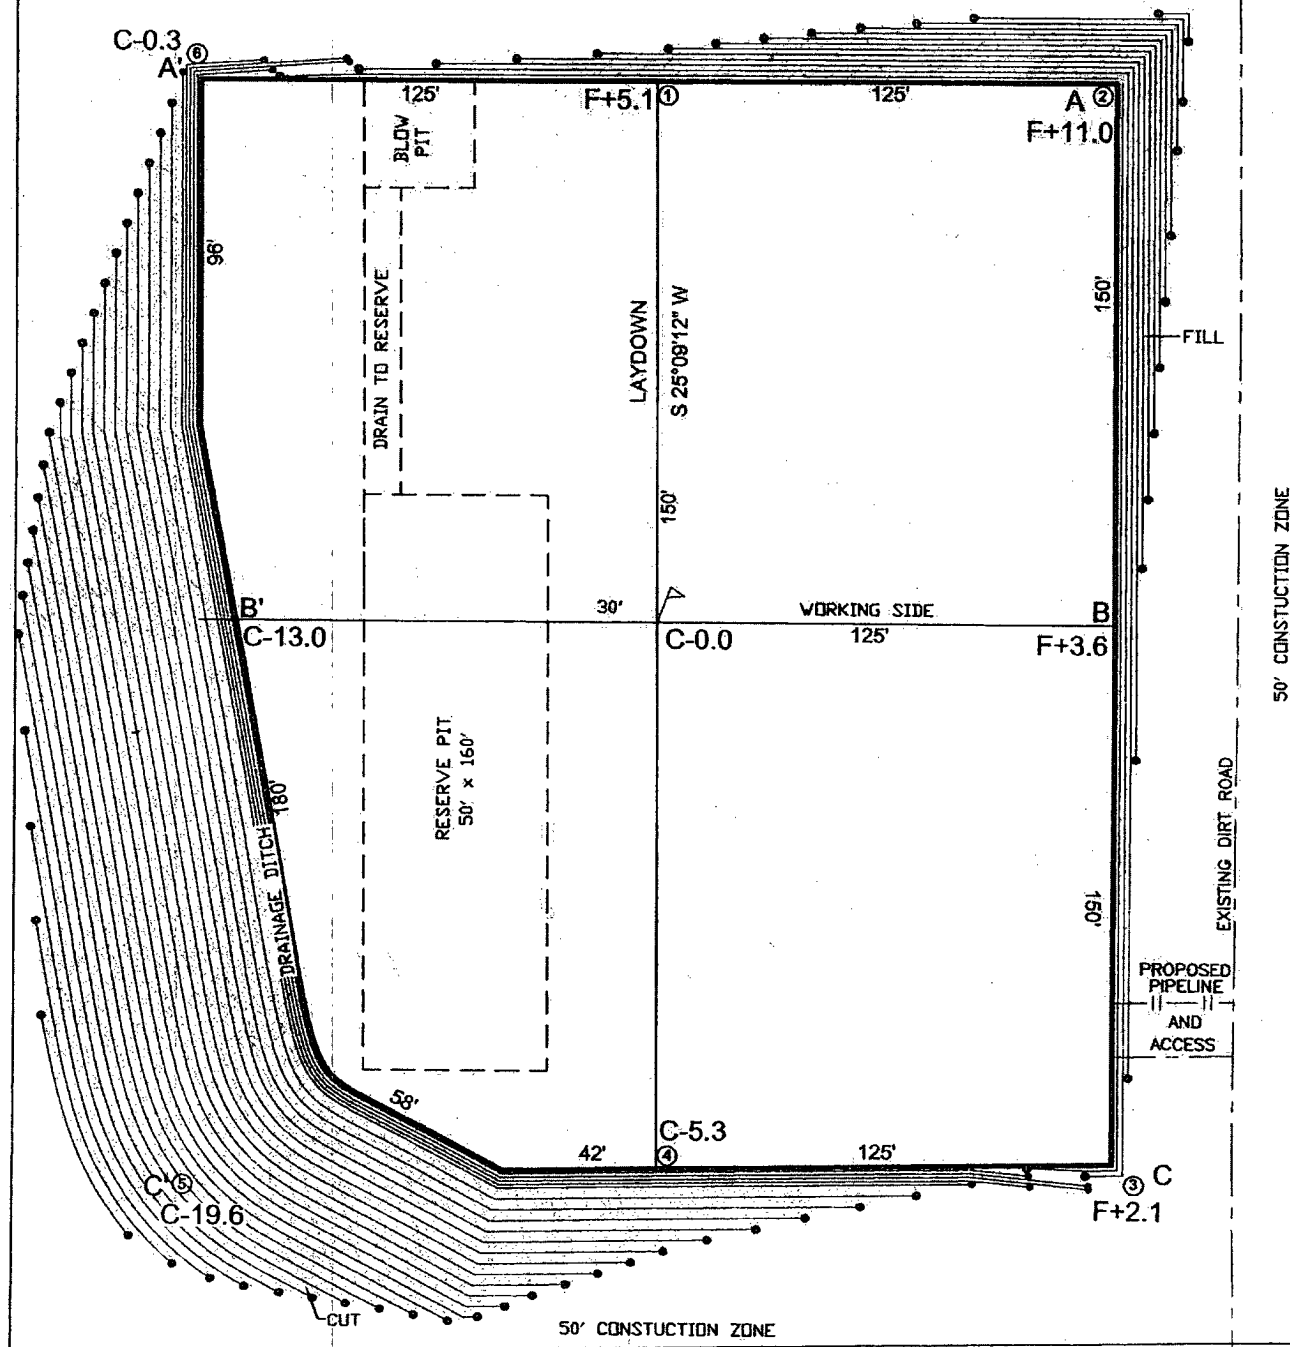 C-0.3
6
A'
125'
F+5.1
1
125'
A
2
F+11.0
BLOW
PIT
96'
DRAIN TO RESERVE
LAYDOWN
S 25°09'12" W
150'
FILL
150'
50' CONSTUCTION ZONE
B'
C-13.0
30'
C-0.0
WORKING SIDE
125'
B
F+3.6
RESERVE PIT
50' x 160'
180'
DRAINAGE DITCH
EXISTING DIRT ROAD
150'
PROPOSED
PIPELINE
AND
ACCESS
58'
42'
C-5.3
4
125'
C'
5
C-19.6
3
C
F+2.1
CUT
50' CONSTUCTION ZONE